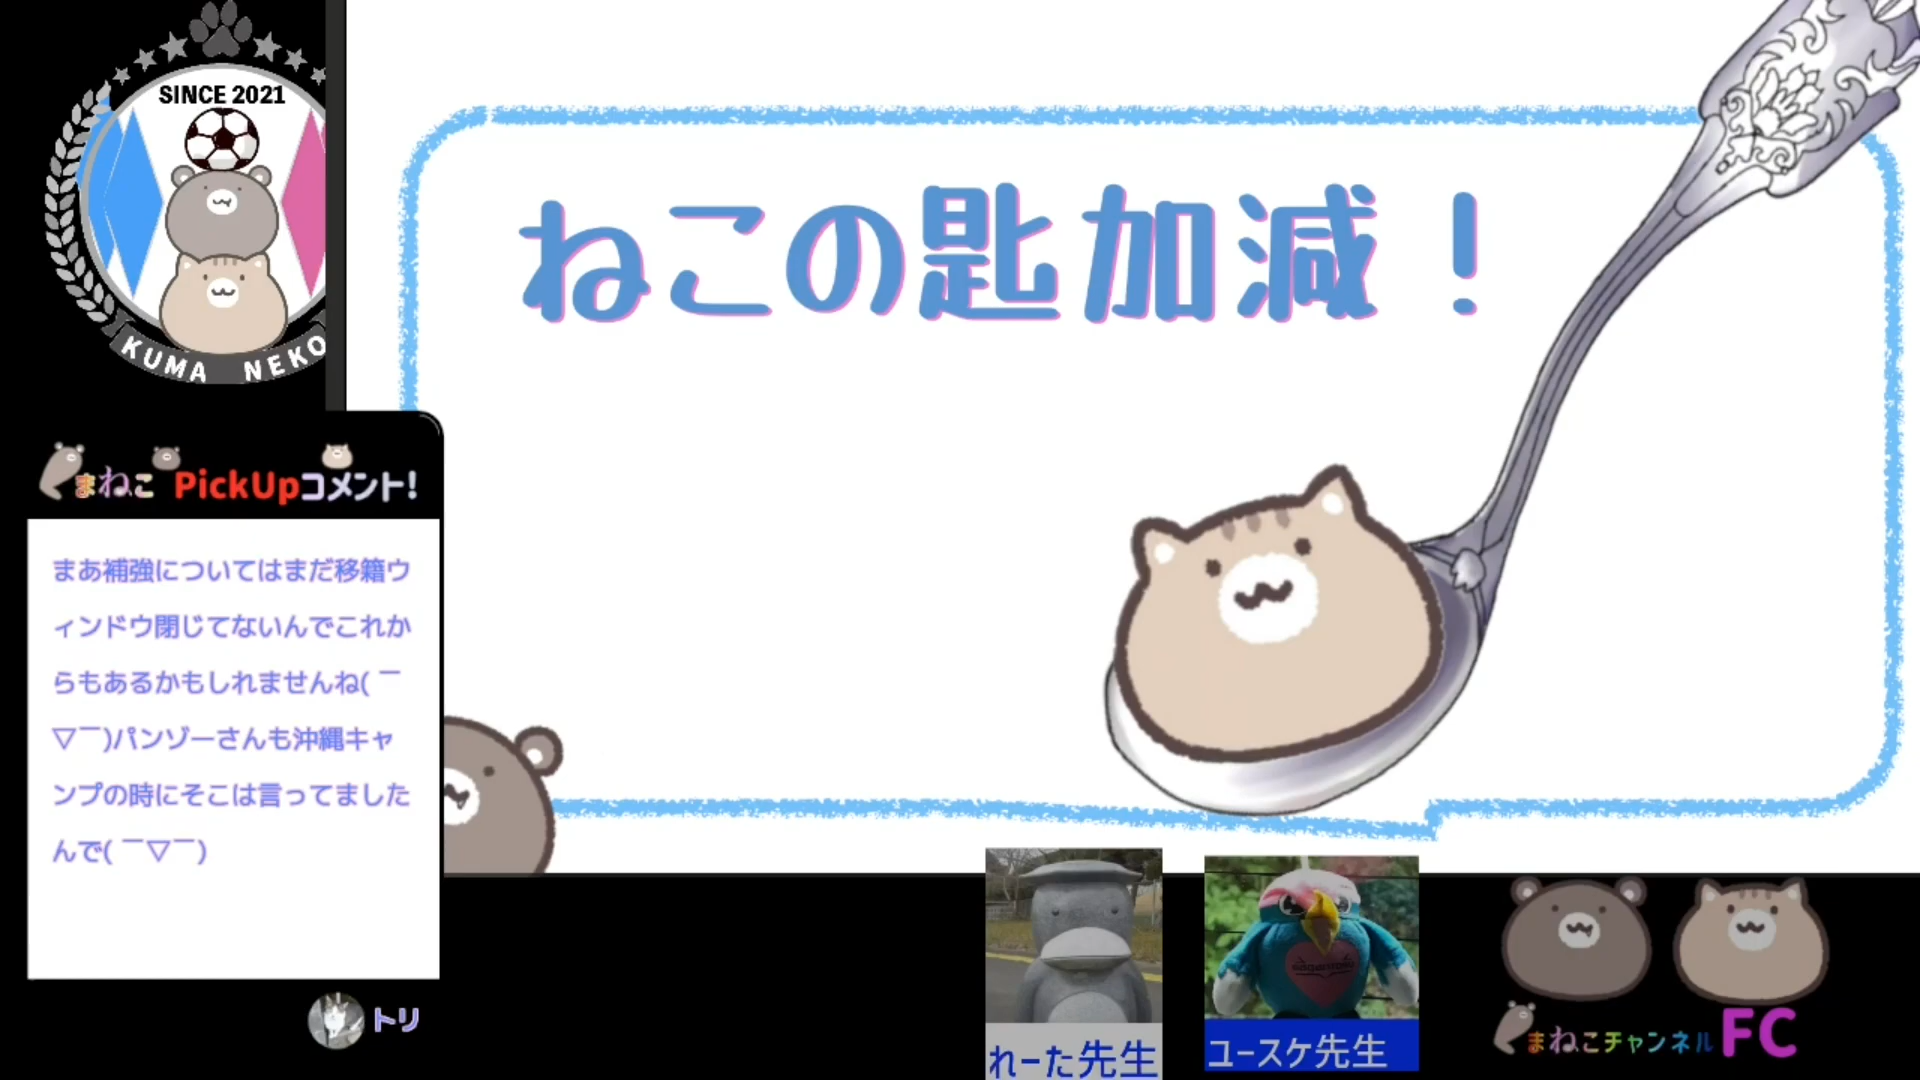 SINCE 2021
KUMA NEKO
ねこの匙加減！
まねこ PickUpコメント!
まあ補強についてはまだ移籍ウ
ィンドウ閉じてないんでこれか
らもあるかもしれませんね(￣
▽￣)パンゾーさんも沖縄キャ
ンプの時にそこは言ってました
んで(￣▽￣)
トリ
れーた先生
ユースケ先生
まねこチャンネルFC